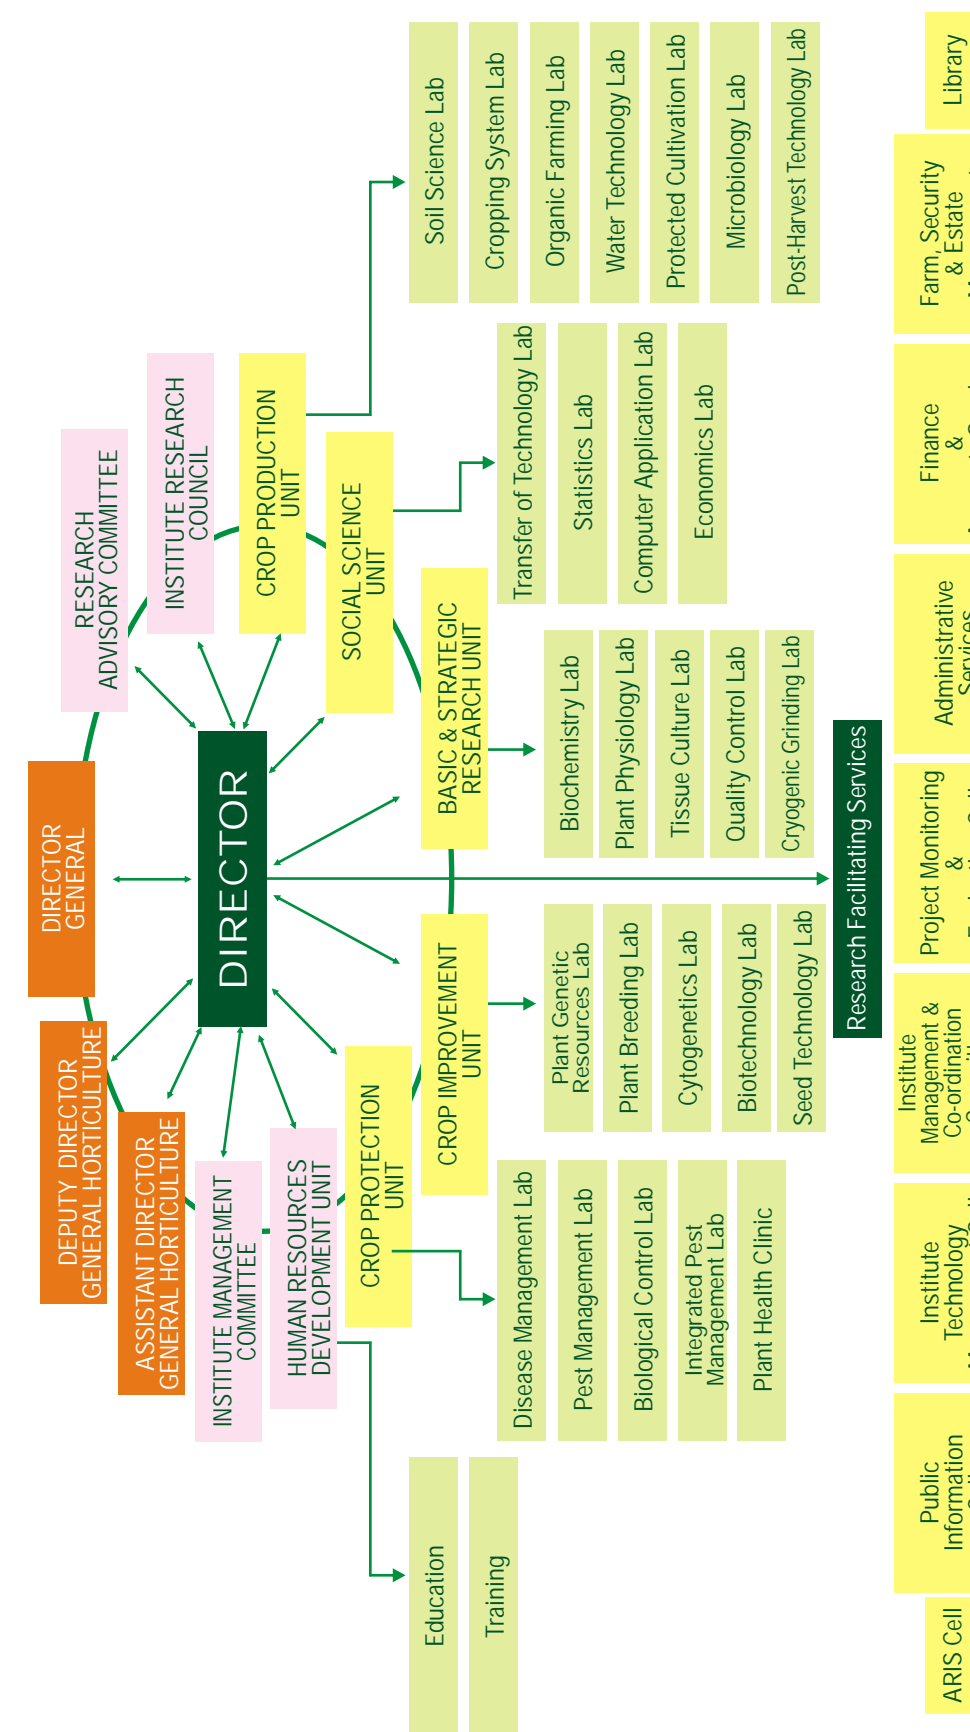 DIRECTOR
GENERAL
DEPUTY DIRECTOR
GENERAL HORTICULTURE
RESEARCH
ADVISORY COMMITTEE
ASSISTANT DIRECTOR
GENERAL HORTICULTURE
INSTITUTE RESEARCH
COUNCIL
INSTITUTE MANAGEMENT
COMMITTEE
DIRECTOR
CROP PRODUCTION
UNIT
HUMAN RESOURCES
DEVELOPMENT UNIT
SOCIAL SCIENCE
UNIT
CROP PROTECTION
UNIT
CROP IMPROVEMENT
UNIT
BASIC & STRATEGIC
RESEARCH UNIT
Education
Training
Disease Management Lab
Pest Management Lab
Biological Control Lab
Integrated Pest
Management Lab
Plant Health Clinic
Plant Genetic
Resources Lab
Plant Breeding Lab
Cytogenetics Lab
Biotechnology Lab
Seed Technology Lab
Biochemistry Lab
Plant Physiology Lab
Tissue Culture Lab
Quality Control Lab
Cryogenic Grinding Lab
Transfer of Technology Lab
Statistics Lab
Computer Application Lab
Economics Lab
Soil Science Lab
Cropping System Lab
Organic Farming Lab
Water Technology Lab
Protected Cultivation Lab
Microbiology Lab
Post-Harvest Technology Lab
Research Facilitating Services
ARIS Cell
Public
Information
Institute
Technology
Institute
Management &
Co-ordination
Project Monitoring
&
Administrative
Services
Finance
&
Farm, Security
& Estate
Library